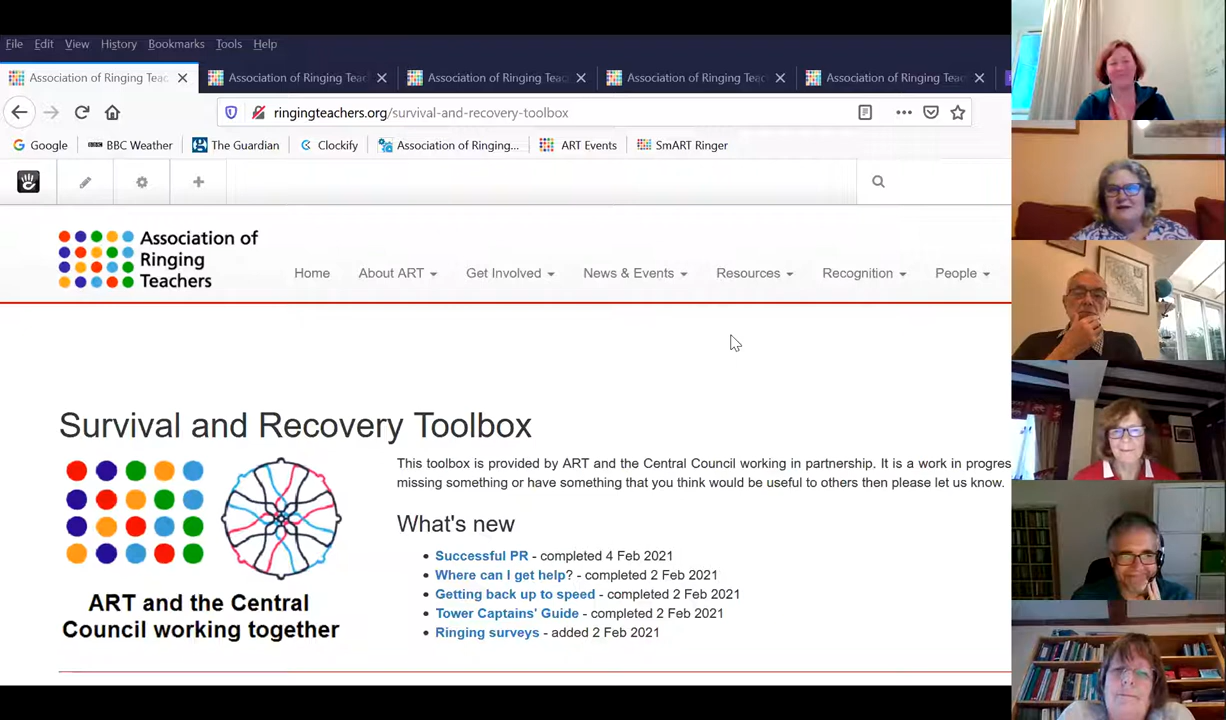 File Edit View History Bookmarks Tools Help
Association of Ringing Teac Association of Ringing Teac Association of Ringing Teac Association of Ringing Teac Association of Ringing Teac
ringingteachers.org/survival-and-recovery-toolbox
Google BBC Weather The Guardian Clockify Association of Ringing... ART Events SmART Ringer
Association of
Ringing
Teachers
Home About ART Get Involved News & Events Resources Recognition People
Survival and Recovery Toolbox
This toolbox is provided by ART and the Central Council working in partnership. It is a work in progres
missing something or have something that you think would be useful to others then please let us know.
What's new
• Successful PR - completed 4 Feb 2021
• Where can I get help? - completed 2 Feb 2021
• Getting back up to speed - completed 2 Feb 2021
• Tower Captains' Guide - completed 2 Feb 2021
• Ringing surveys - added 2 Feb 2021
ART and the Central
Council working together